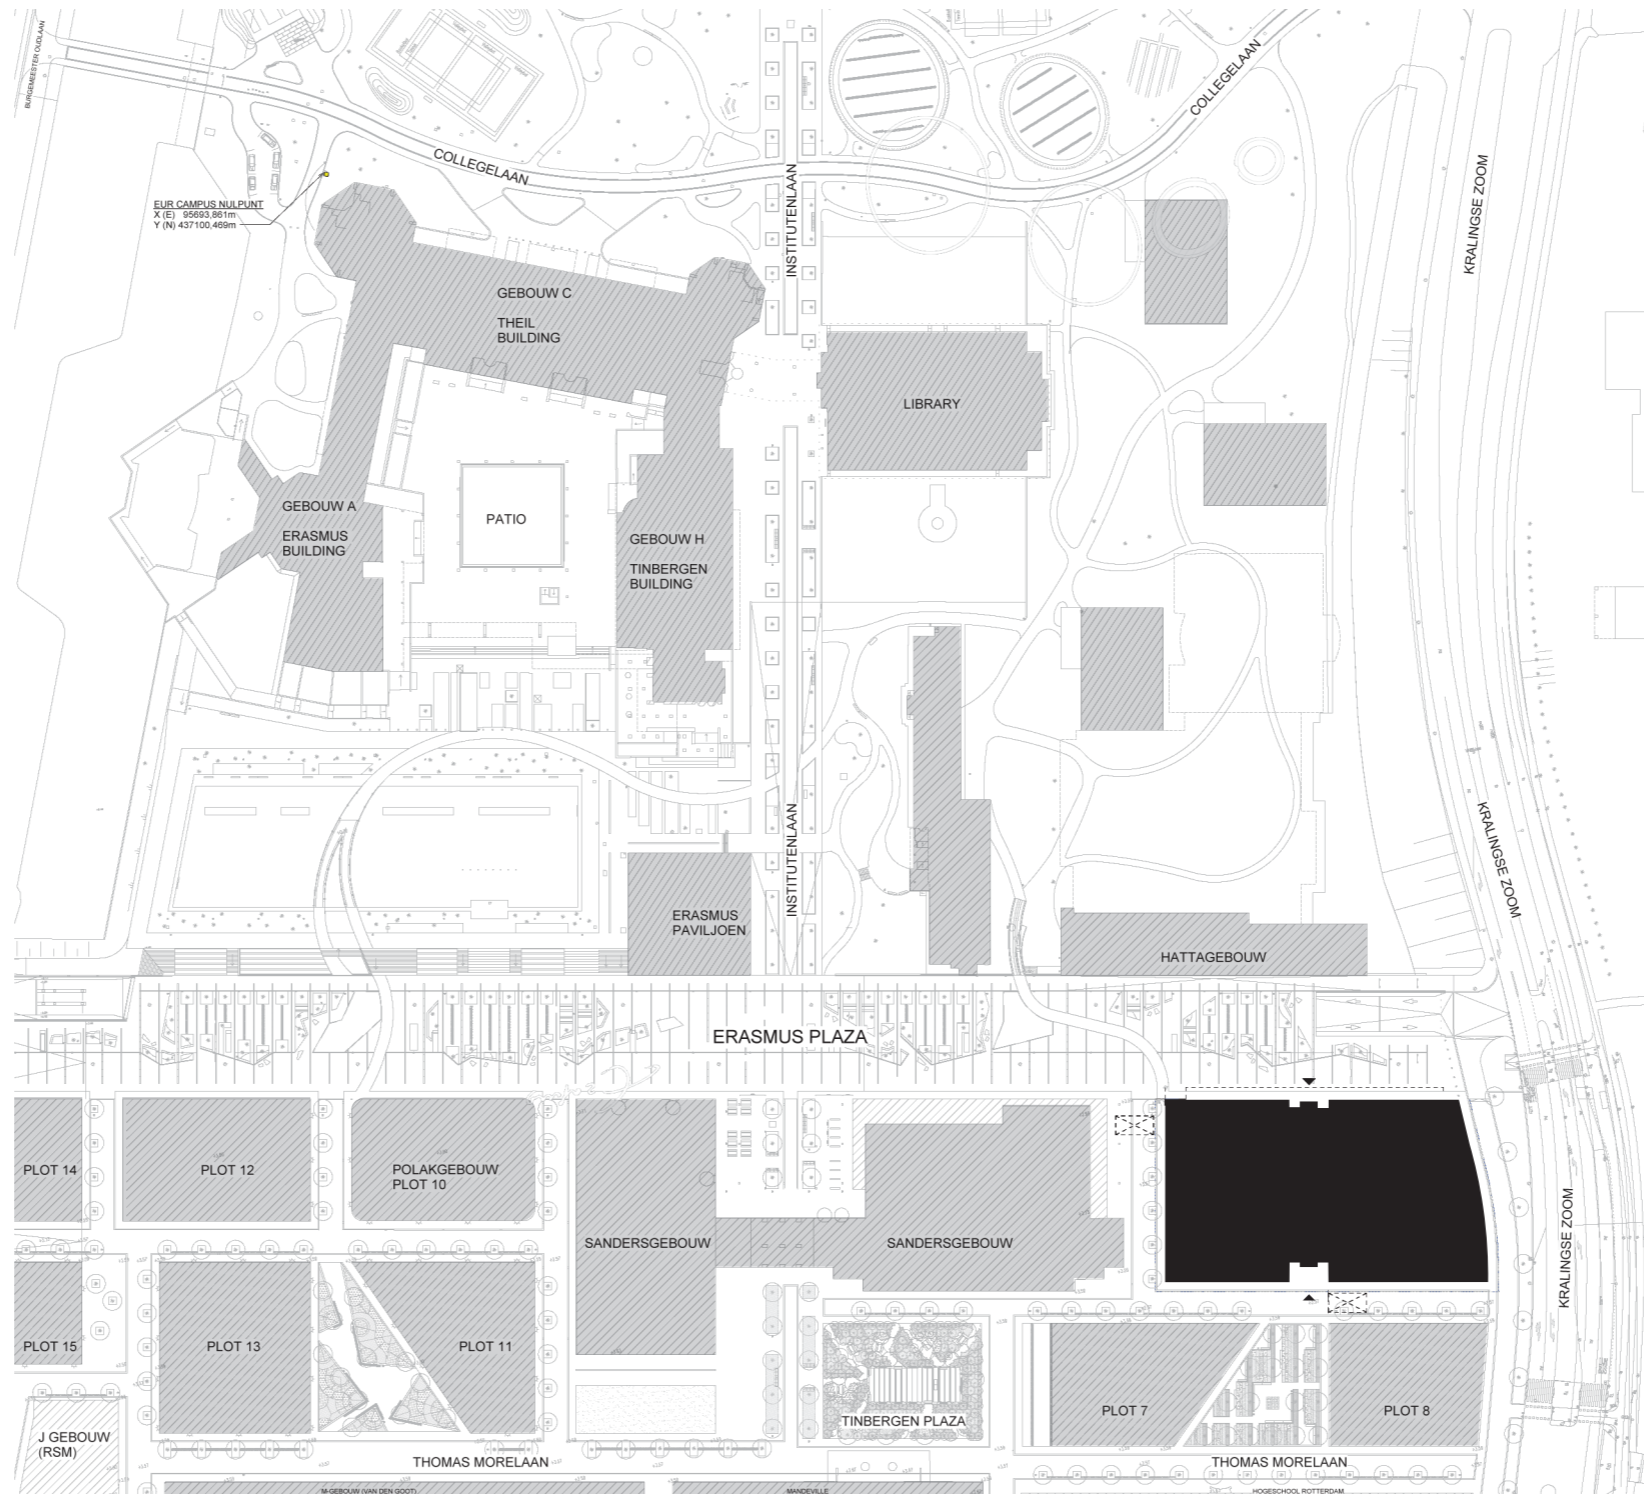 BURGEMEESTER OUDLAAN
COLLEGELAAN
COLLEGELAAN
EUR CAMPUS NULPUNT
X (E) 95693,861m
Y (N) 437100,469m
INSTITUTENLAAN
KRALINGSE ZOOM
GEBOUW C
THEIL
BUILDING
LIBRARY
GEBOUW A
ERASMUS
BUILDING
PATIO
GEBOUW H
TINBERGEN
BUILDING
INSTITUTENLAAN
KRALINGSE ZOOM
ERASMUS
PAVILJOEN
HATTAGEBOUW
ERASMUS PLAZA
PLOT 14
PLOT 12
POLAKGEBOUW
PLOT 10
SANDERSGEBOUW
SANDERSGEBOUW
KRALINGSE ZOOM
PLOT 15
PLOT 13
PLOT 11
PLOT 7
PLOT 8
TINBERGEN PLAZA
J GEBOUW
(RSM)
THOMAS MORELAAN
THOMAS MORELAAN
M-GEBOUW (VAN DEN GOOT)
MANDEVILLE
HOGESCHOOL ROTTERDAM